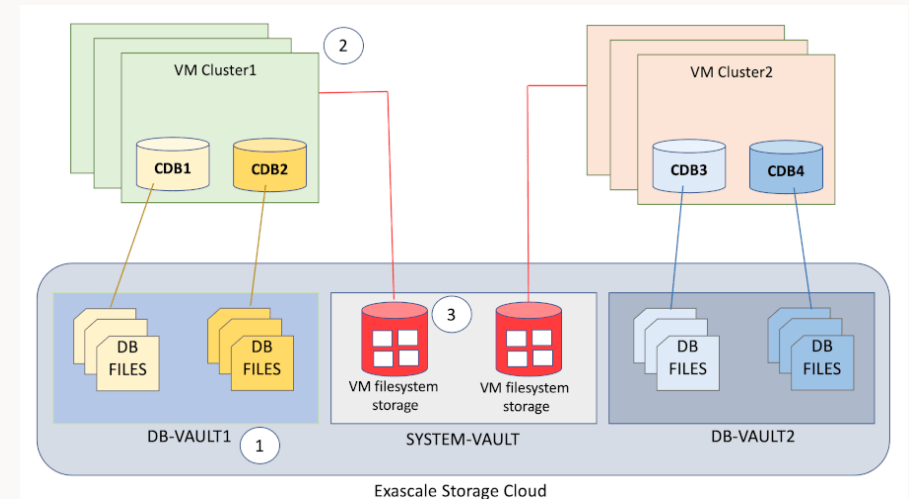 2
VM Cluster1
VM Cluster2
CDB1
CDB2
CDB3
CDB4
3
DB
FILES
DB
FILES
DB
FILES
DB
FILES
VM filesystem
storage
VM filesystem
storage
DB-VAULT1
1
SYSTEM-VAULT
DB-VAULT2
Exascale Storage Cloud